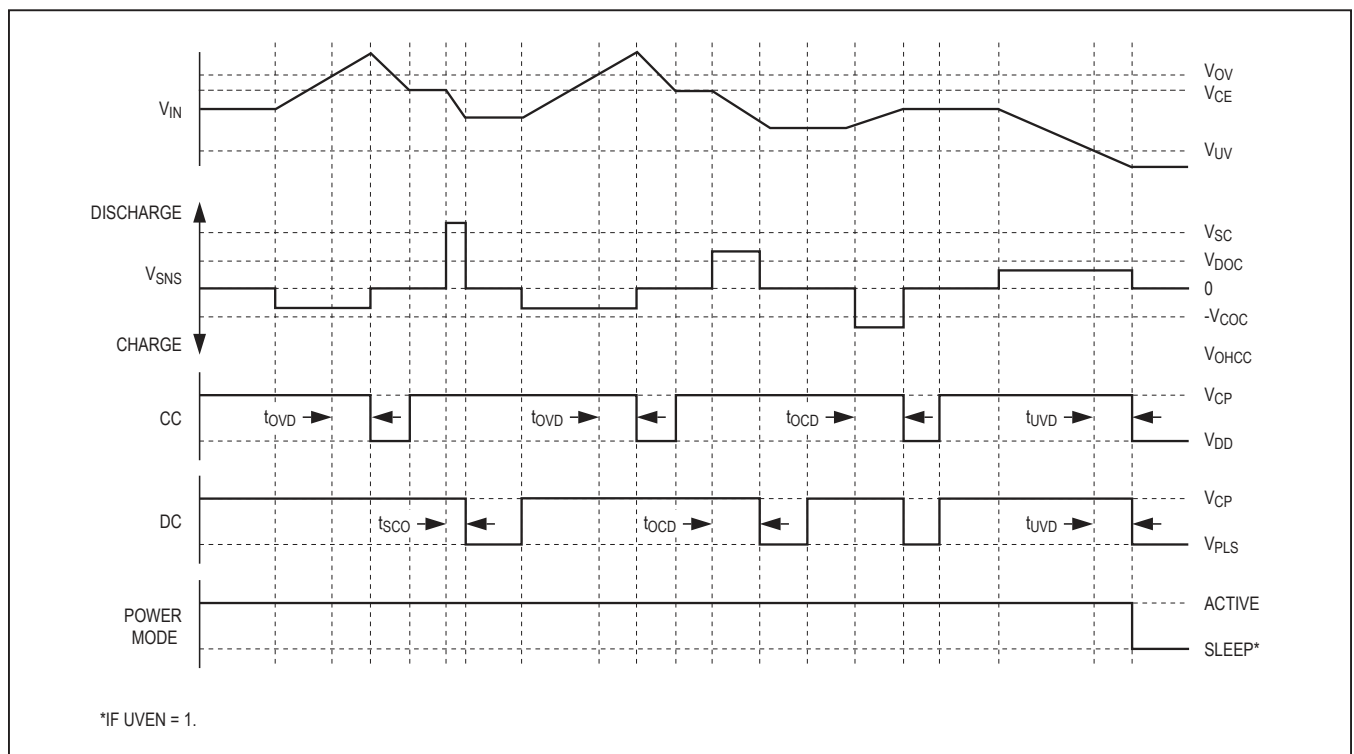 VOV
VCE
VIN
VUV
DISCHARGE
VSC
VDOC
VSNS
0
-VCOC
CHARGE
VOHCC
VCP
CC
tOVD
tOVD
tOCD
tUVD
VDD
VCP
DC
tSCO
tOCD
tUVD
VPLS
ACTIVE
POWER
MODE
SLEEP*
*IF UVEN = 1.